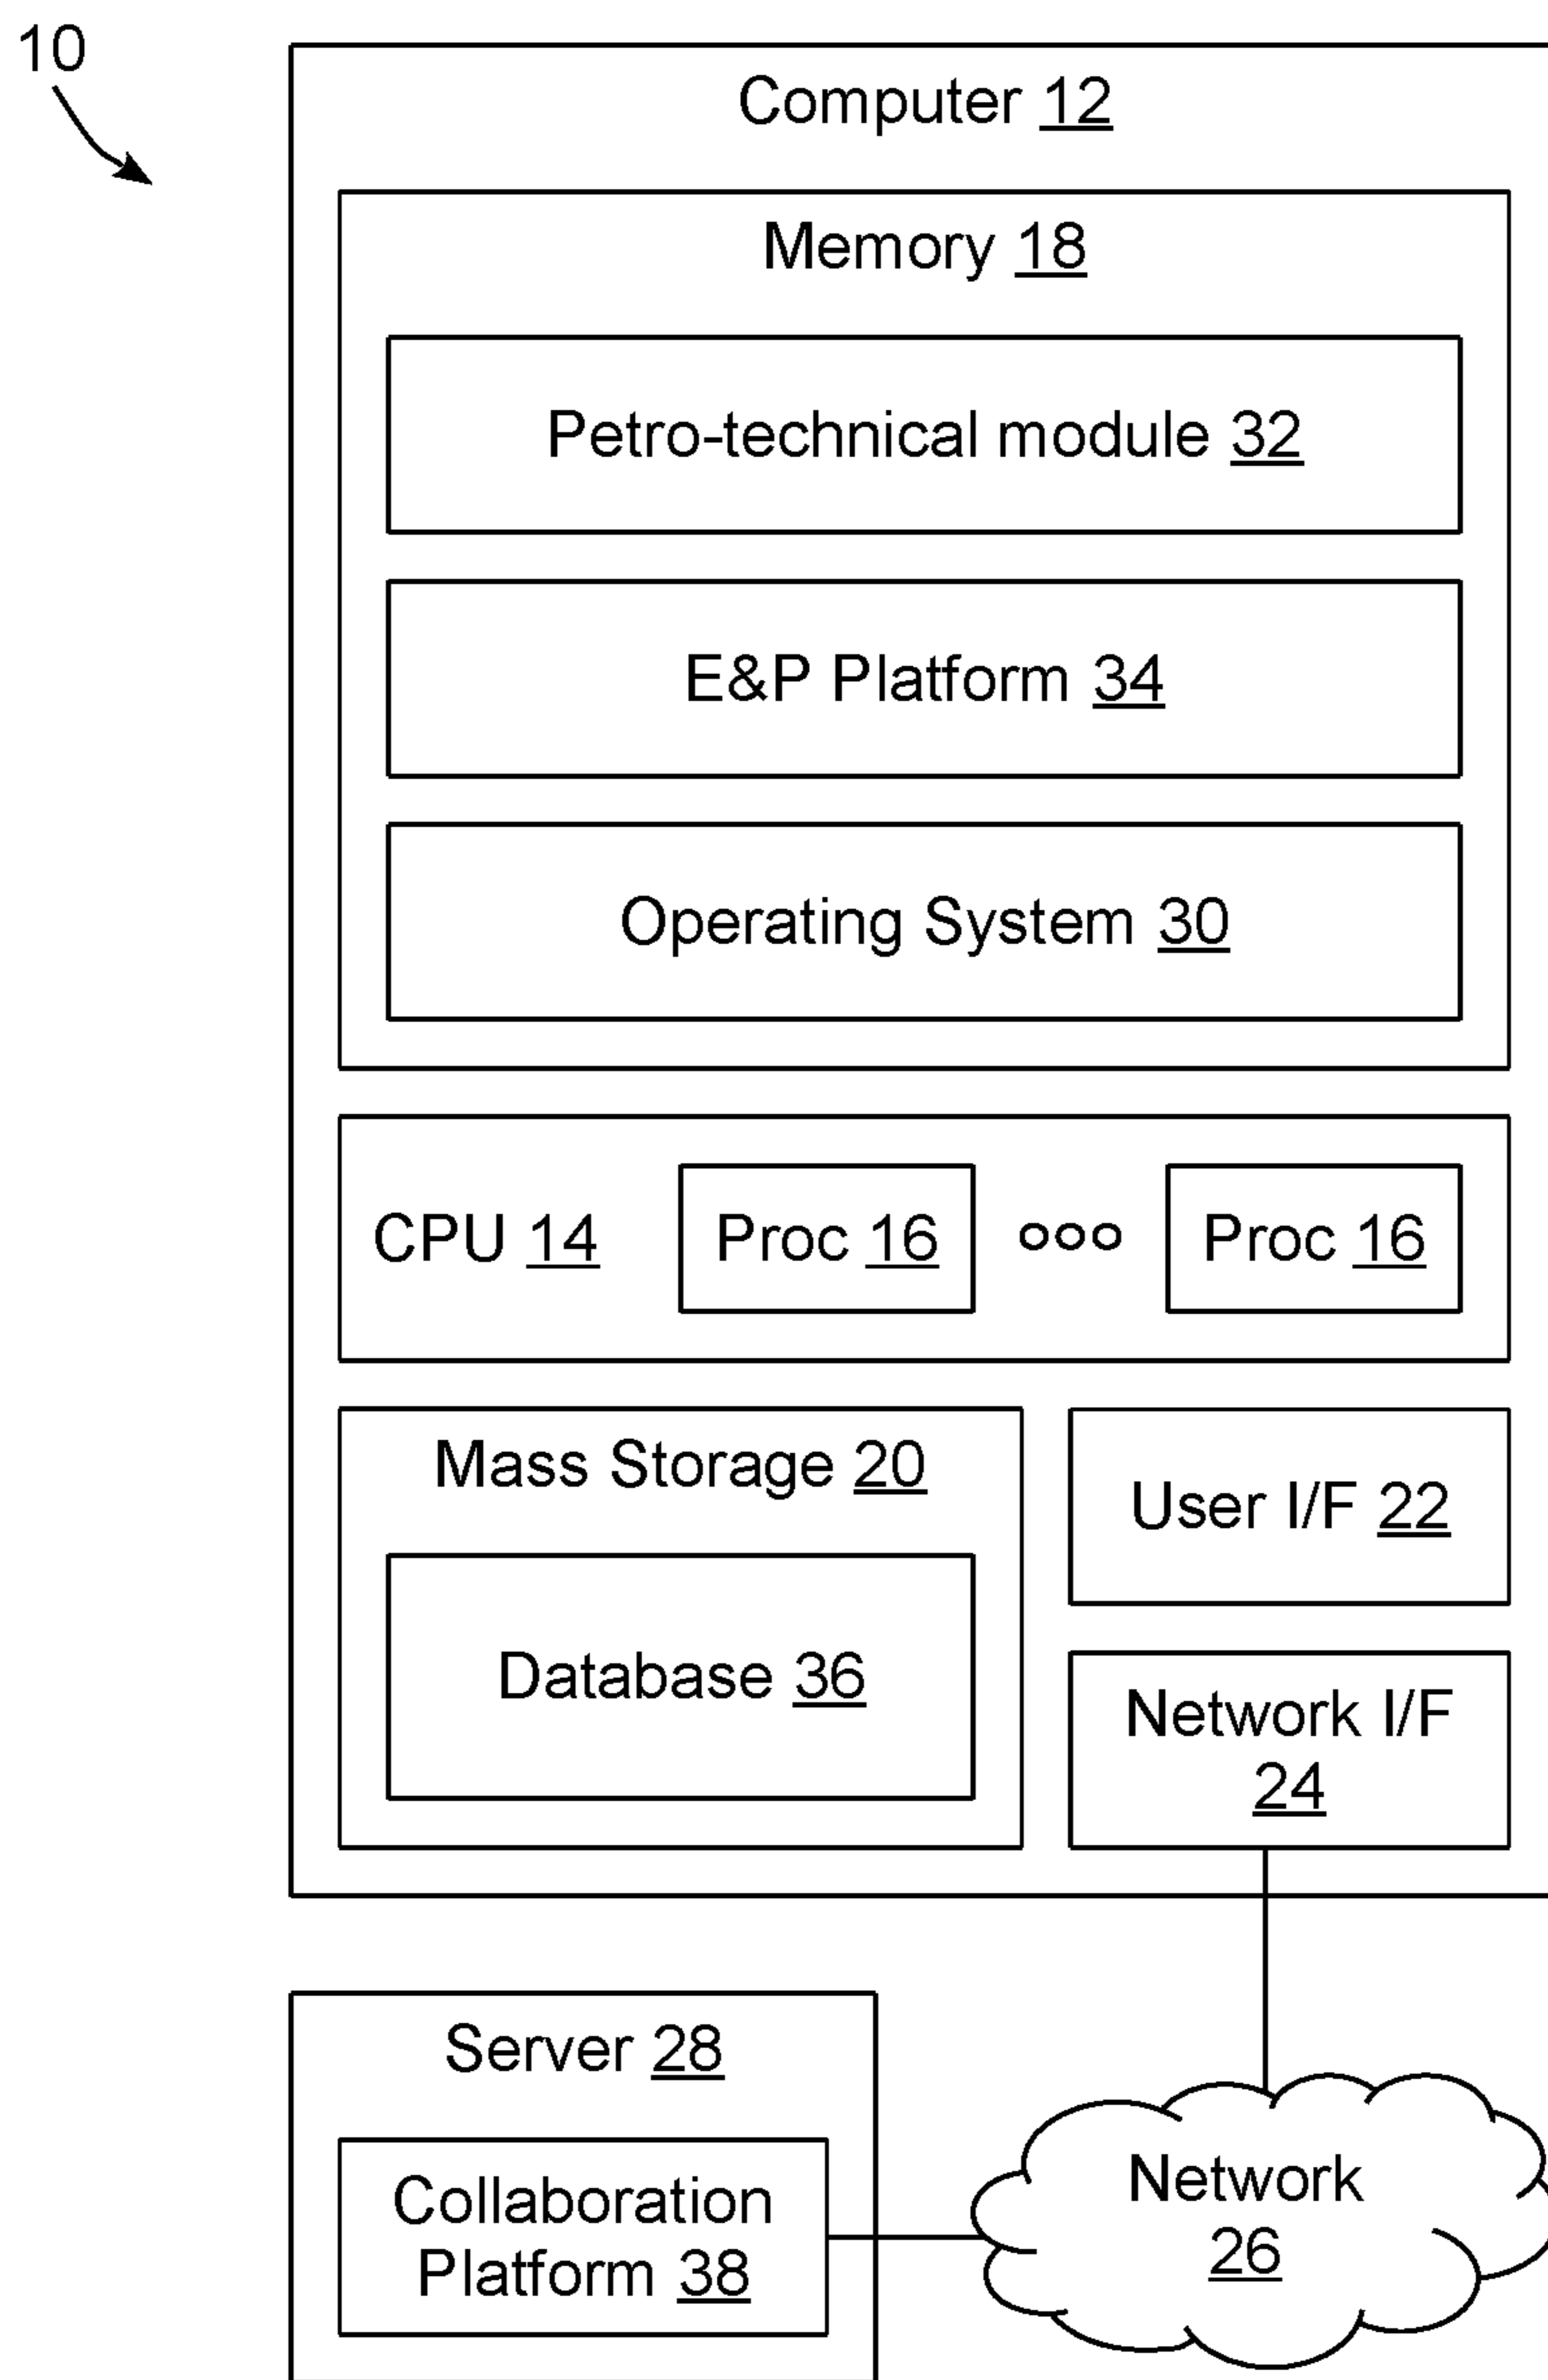 10
Computer 12
Memory 18
Petro-technical module 32
E&P Platform 34
Operating System 30
CPU 14
Proc 16
Proc 16
Mass Storage 20
Database 36
User I/F 22
Network I/F
24
Server 28
Collaboration
Platform 38
Network
26